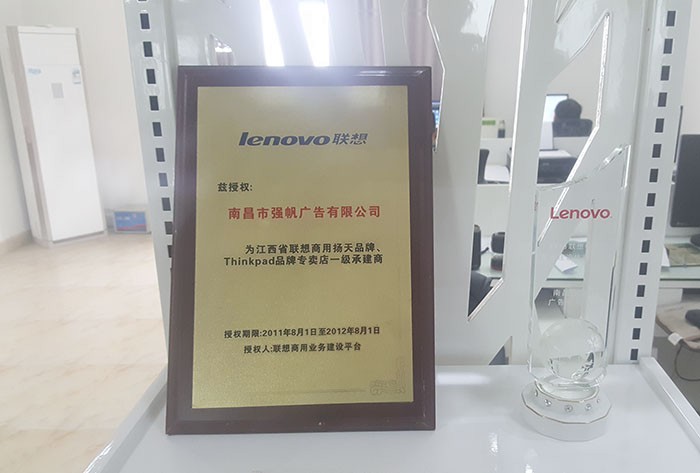 lenovo联想
兹授权:
南昌市强帆广告有限公司
为江西省联想商用扬天品牌、
Thinkpad品牌专卖店一级承建商
授权期限:2011年8月1日至2012年8月1日
授权人:联想商用业务建设平台
Lenovo
南昌
广告